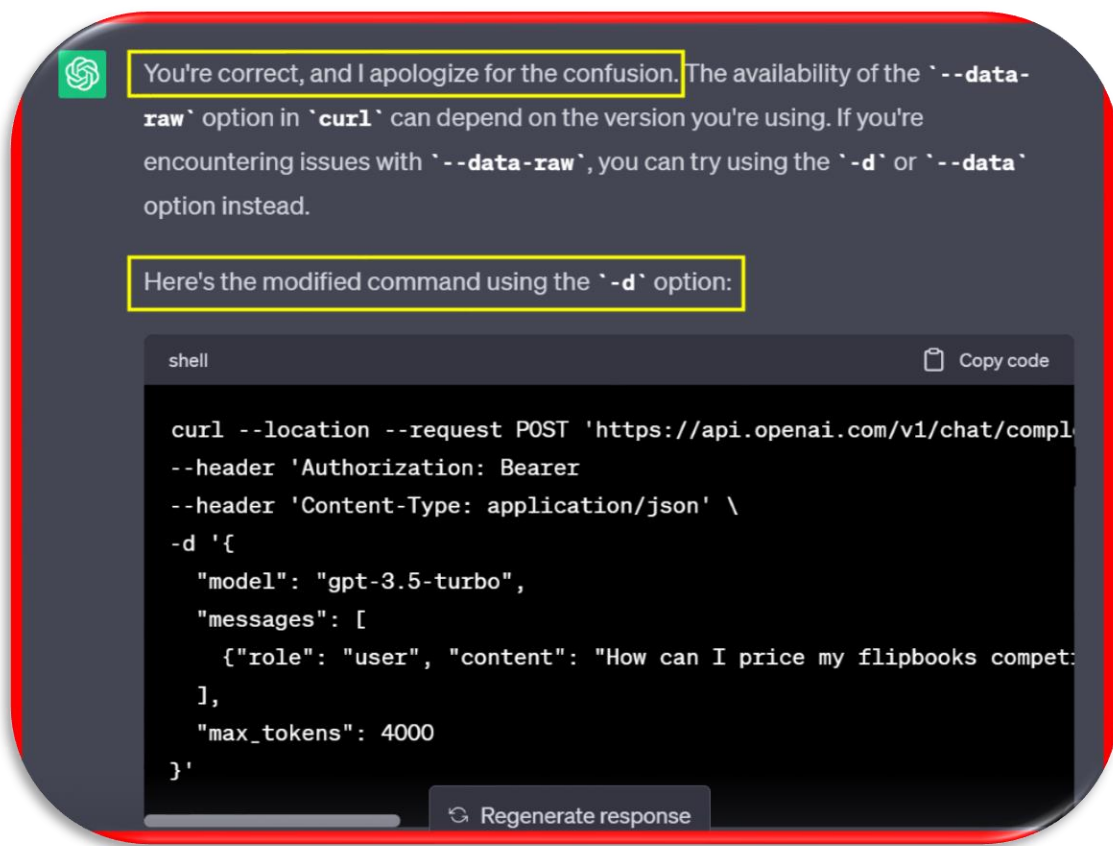 You're correct, and I apologize for the confusion. The availability of the `--data-
raw` option in `curl` can depend on the version you're using. If you're
encountering issues with `--data-raw`, you can try using the `-d` or `--data`
option instead.
Here's the modified command using the `-d` option:
shell Copy code
curl --location --request POST 'https://api.openai.com/v1/chat/compl
--header 'Authorization: Bearer
--header 'Content-Type: application/json' \
-d '{
"model": "gpt-3.5-turbo",
"messages": [
{"role": "user", "content": "How can I price my flipbooks compet
],
"max_tokens": 4000
}'
Regenerate response